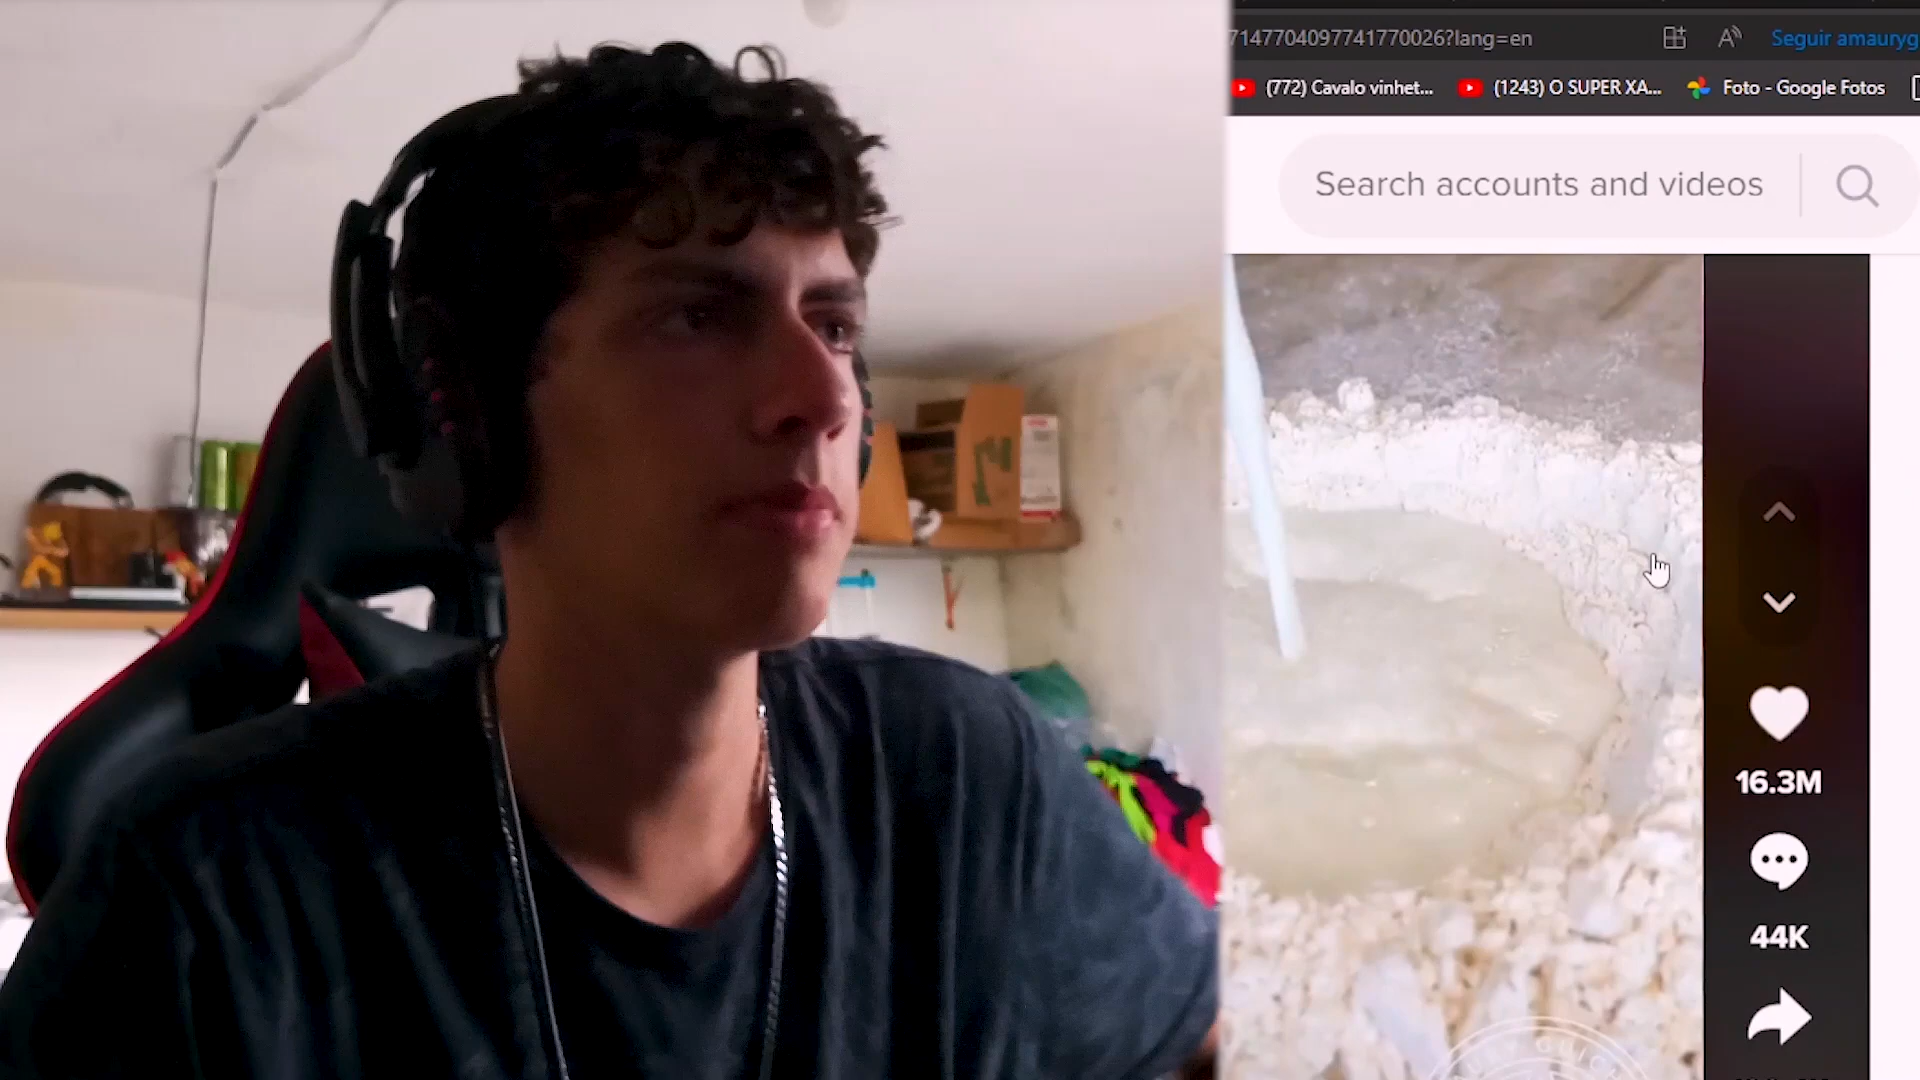 7147704097741770026?lang=en
Seguir amauryg
(772) Cavalo vinhet...
(1243) O SUPER XA...
Foto - Google Fotos
Search accounts and videos
16.3M
44K